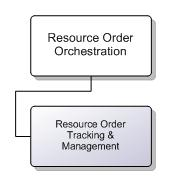 Resource Order
Orchestration
Resource Order
Tracking &
Management